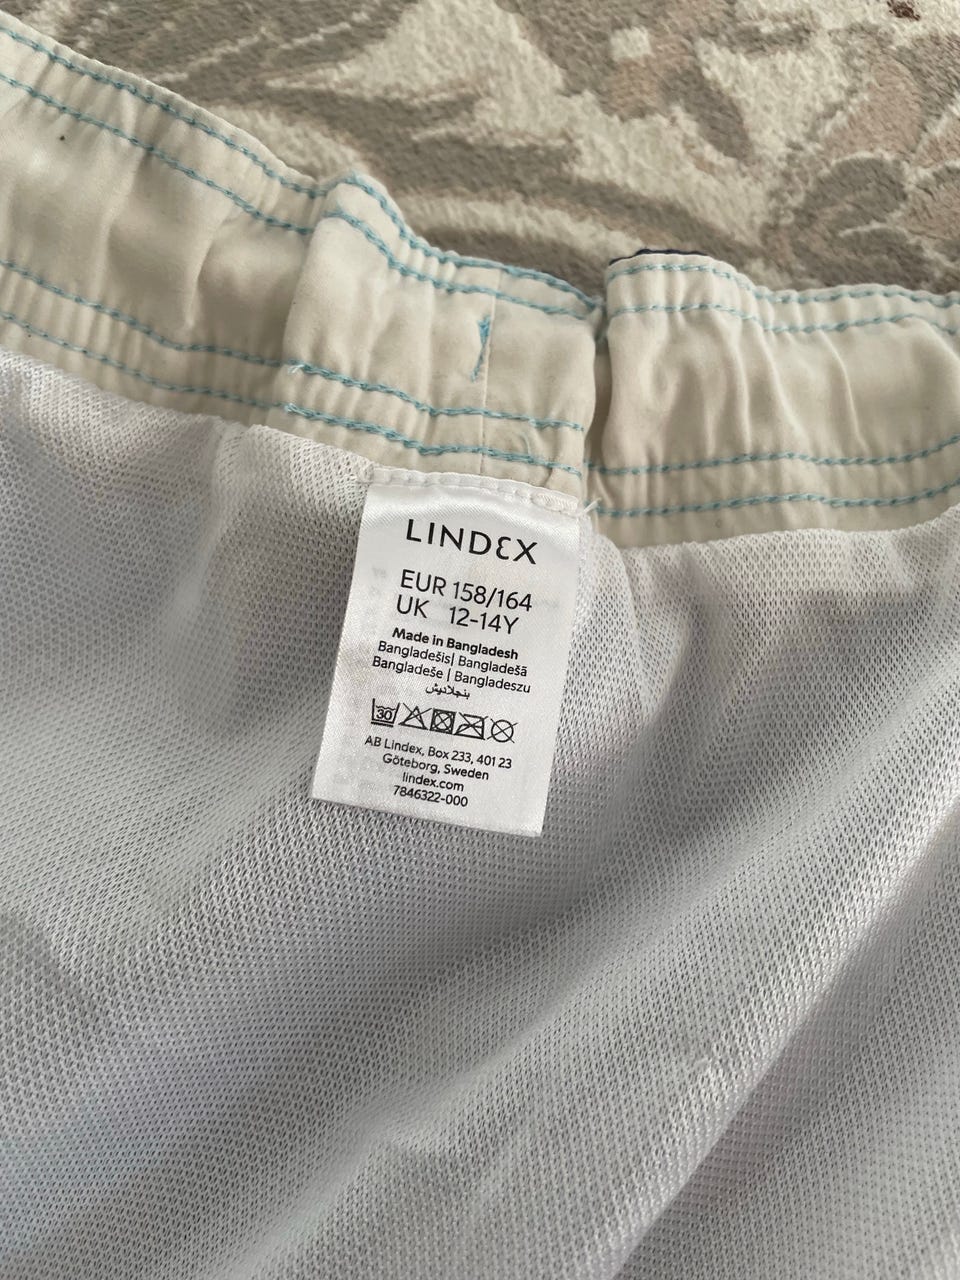 LINDEX
EUR 158/164
UK 12-14Y
Made in Bangladesh
Bangladešis| Bangladešā
Bangladeše | Bangladeszu
بنجلاديش
30
AB Lindex, Box 233, 401 23
Göteborg, Sweden
lindex.com
7846322-000